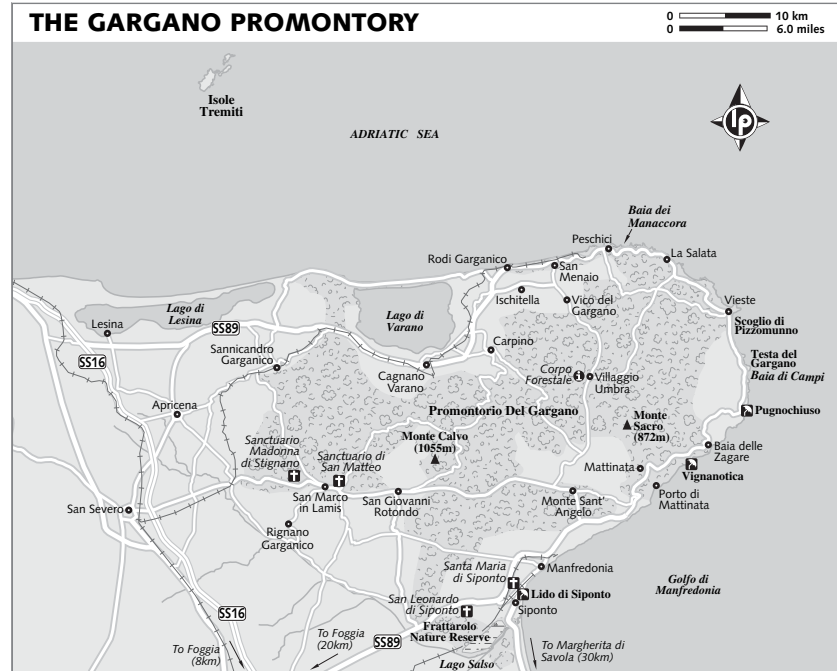 THE GARGANO PROMONTORY
0 10 km
0 6.0 miles
Isole
Tremiti
ADRIATIC SEA
lp
Baia dei
Manaccora
Peschici
La Salata
Rodi Garganico
San
Menaio
Ischitella
Vico del
Gargano
Vieste
Scoglio di
Pizzomunno
Lago di
Lesina
Lago di
Varano
Lesina
SS89
SS16
Sannicandro
Garganico
Cagnano
Varano
Carpino
Corpo
Forestale
Villaggio
Umbra
Testa del
Gargano
Baia di Campi
Pugnochiuso
Apricena
Promontorio Del Gargano
Monte
Sacro
(872m)
Monte Calvo
(1055m)
Sanctuario
Madonna
di Stignano
Sanctuario di
San Matteo
Baia delle
Zagare
Mattinata
Vignanotica
San Marco
in Lamis
San Giovanni
Rotondo
Monte Sant'
Angelo
Porto di
Mattinata
San Severo
Rignano
Garganico
Santa Maria
di Siponto
Manfredonia
Golfo di
Manfredonia
Lido di Siponto
San Leonardo
di Siponto
Siponto
SS16
Frattarolo
Nature Reserve
To Foggia
(8km)
To Foggia
(20km)
SS89
Lago Salso
To Margherita di
Savola (30km)